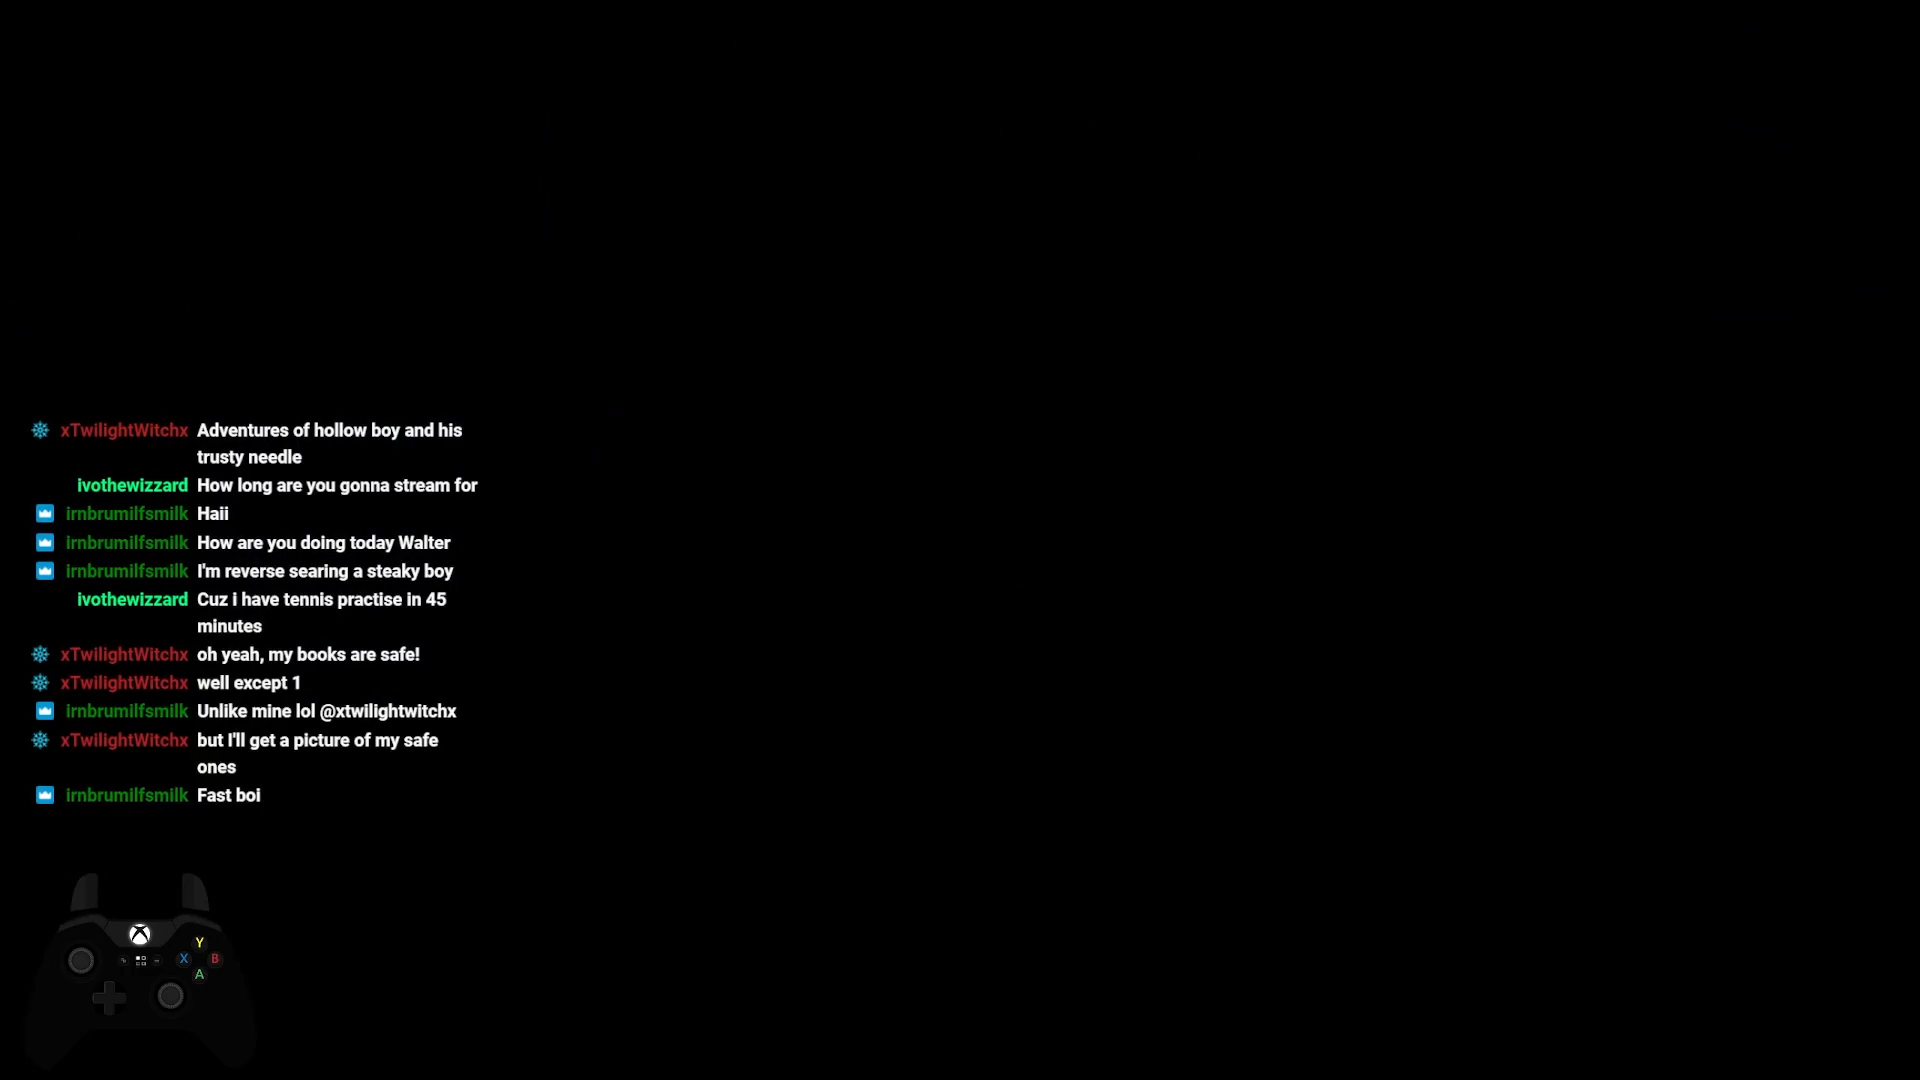 xTwilightWitchx Adventures of hollow boy and his
trusty needle
ivothewizzard How long are you gonna stream for
irnbrumilfsmilk Haii
irnbrumilfsmilk How are you doing today Walter
irnbrumilfsmilk I'm reverse searing a steaky boy
ivothewizzard Cuz i have tennis practise in 45
minutes
xTwilightWitchx oh yeah, my books are safe!
xTwilightWitchx well except 1
irnbrumilfsmilk Unlike mine lol @xtwilightwitchx
xTwilightWitchx but I'll get a picture of my safe
ones
irnbrumilfsmilk Fast boi
Y
X B
A